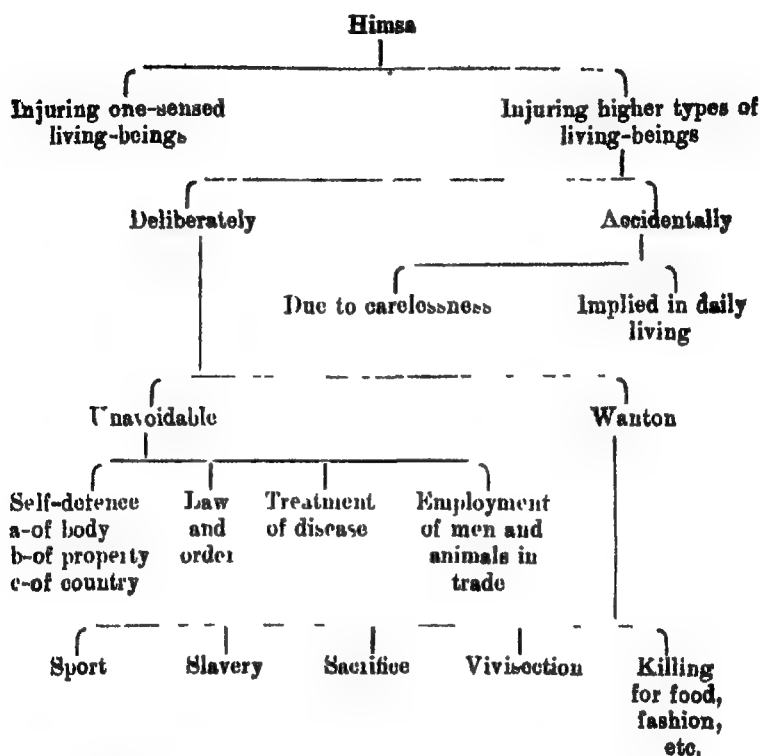 Himsa
Injuring one-sensed
living-beings
Injuring higher types of
living-beings
Deliberately
Accidentally
Due to carelessness
Implied in daily
living
Unavoidable
Wanton
Self-defence
a-of body
b-of property
c-of country
Law
and
order
Treatment
of disease
Employment
of men and
animals in
trade
Sport
Slavery
Sacrifice
Vivisection
Killing
for food,
fashion,
etc.